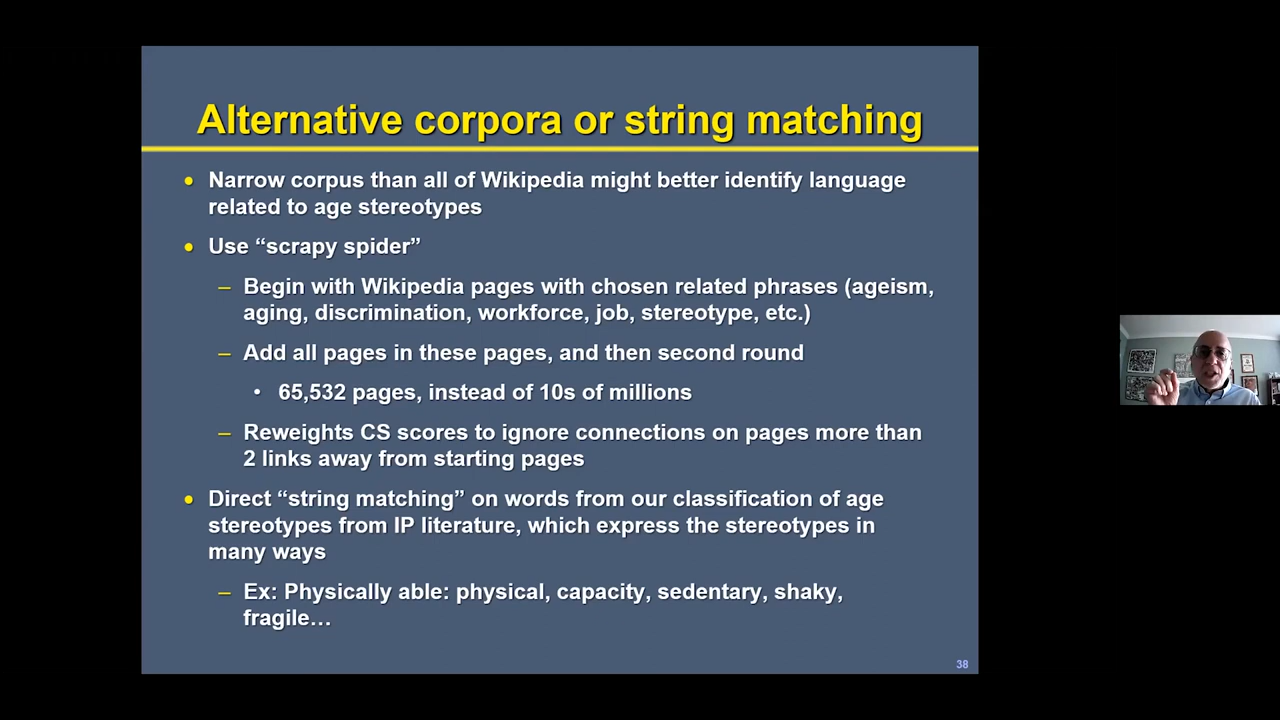 Alternative corpora or string matching
• Narrow corpus than all of Wikipedia might better identify language
related to age stereotypes
• Use “scrapy spider”
– Begin with Wikipedia pages with chosen related phrases (ageism,
aging, discrimination, workforce, job, stereotype, etc.)
– Add all pages in these pages, and then second round
• 65,532 pages, instead of 10s of millions
– Reweights CS scores to ignore connections on pages more than
2 links away from starting pages
• Direct “string matching” on words from our classification of age
stereotypes from IP literature, which express the stereotypes in
many ways
– Ex: Physically able: physical, capacity, sedentary, shaky,
fragile…
38